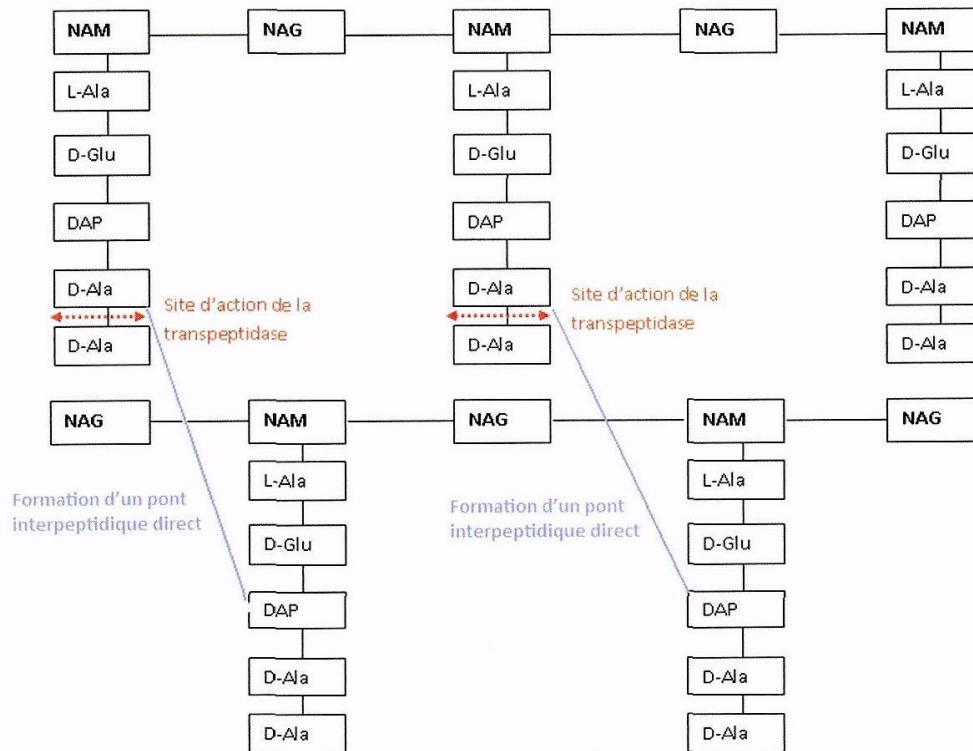 NAM NAG NAM NAG NAM
L-Ala L-Ala L-Ala
D-Glu D-Glu D-Glu
DAP DAP DAP
D-Ala D-Ala D-Ala
Site d'action de la
transpeptidase
Site d'action de la
transpeptidase
D-Ala D-Ala D-Ala
NAG NAM NAG NAM NAG
L-Ala L-Ala
Formation d'un pont
interpeptidique direct
Formation d'un pont
interpeptidique direct
D-Glu D-Glu
DAP DAP
D-Ala D-Ala
D-Ala D-Ala